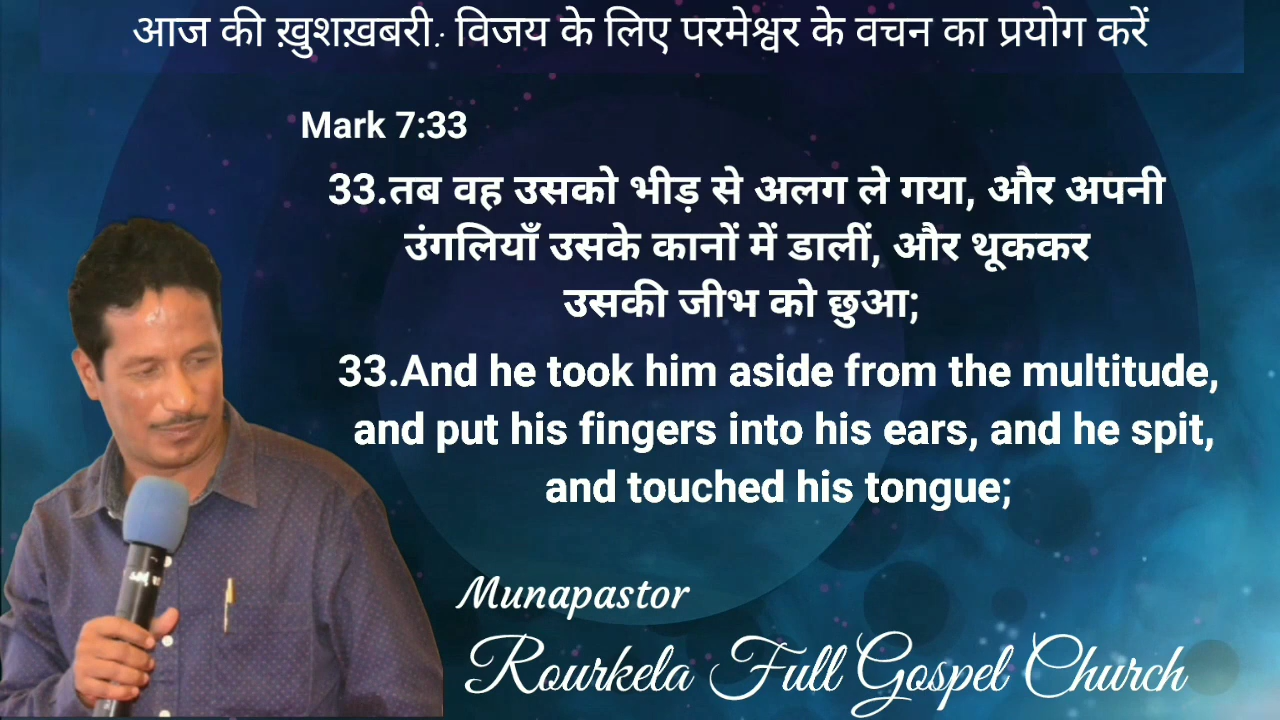 आज की ख़ुशख़बरी: विजय के लिए परमेश्वर के वचन का प्रयोग करें
Mark 7:33
33.तब वह उसको भीड़ से अलग ले गया, और अपनी
उंगलियाँ उसके कानों में डालीं, और थूककर
उसकी जीभ को छुआ;
33.And he took him aside from the multitude,
and put his fingers into his ears, and he spit,
and touched his tongue;
Munapastor
Rourkela Full Gospel Church